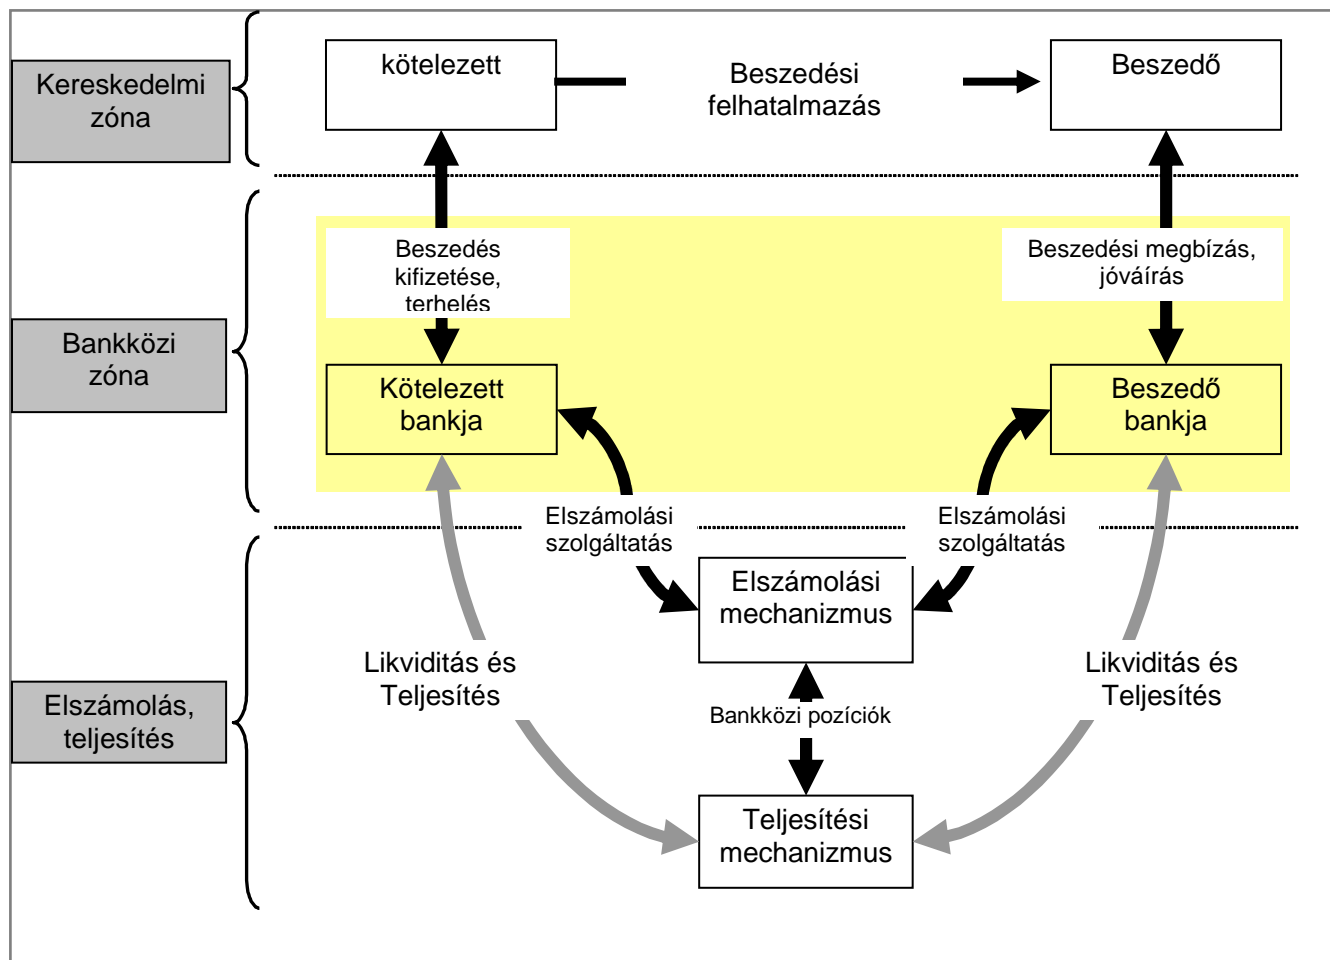 Kereskedelmi
zóna
kötelezett
Beszedési
felhatalmazás
Beszedő
Bankközi
zóna
Beszedés
kifizetése,
terhelés
Beszedési megbízás,
jóváírás
Kötelezett
bankja
Beszedő
bankja
Elszámolási
szolgáltatás
Elszámolási
szolgáltatás
Elszámolás,
teljesítés
Elszámolási
mechanizmus
Likviditás és
Teljesítés
Likviditás és
Teljesítés
Bankközi pozíciók
Teljesítési
mechanizmus